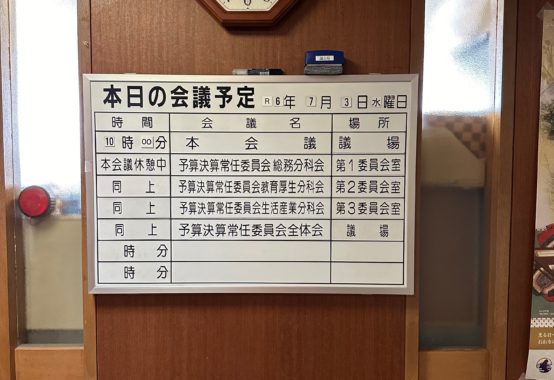 本日の会議予定 R6年 7月 3日水曜日
時間 会議名 場所
10時00分 本会議 議場
本会議休憩中 予算決算常任委員会総務分科会 第1委員会室
同上 予算決算常任委員会教育厚生分科会 第2委員会室
同上 予算決算常任委員会生活産業分科会 第3委員会室
同上 予算決算常任委員会全体会 議場
時 分
時 分